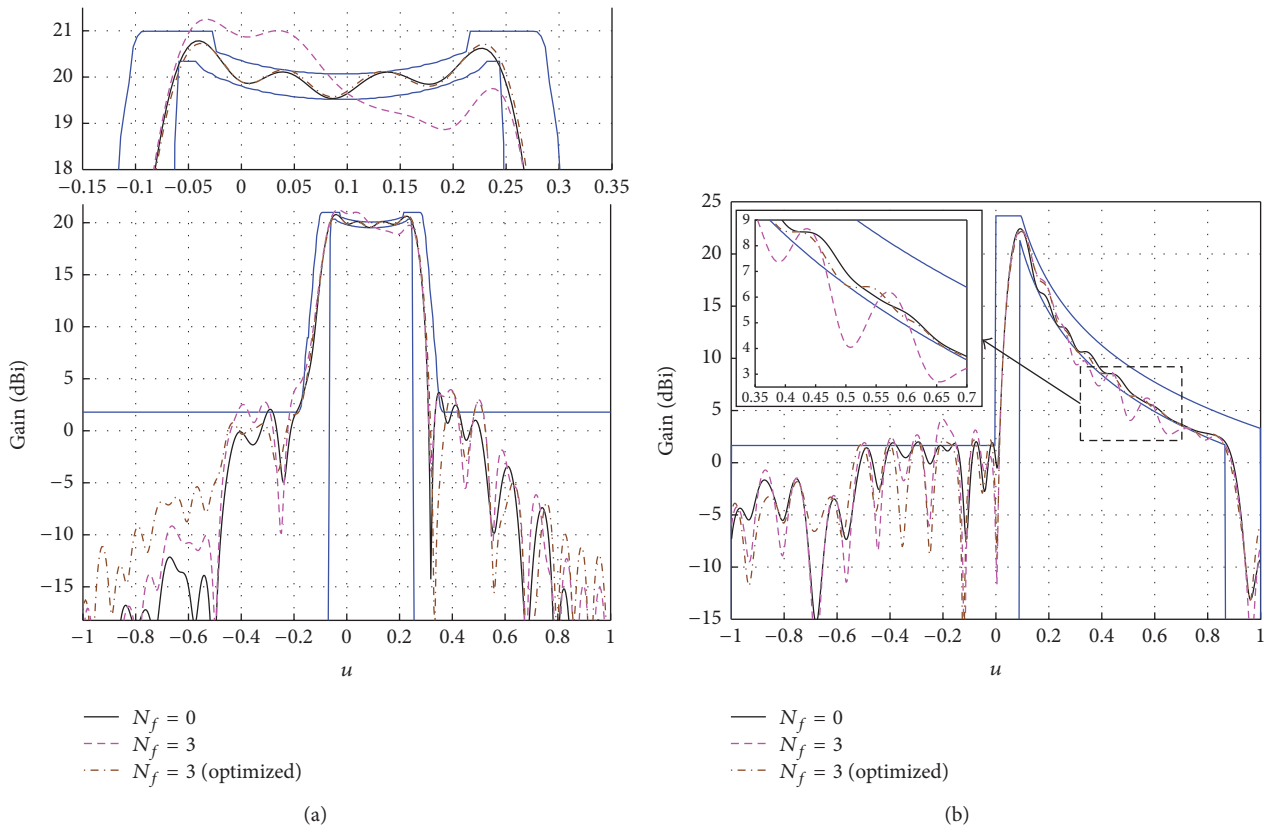 21
20
19
18
−0.15 −0.1 −0.05 0 0.05 0.1 0.15 0.2 0.25 0.3 0.35
20
15
10
5
0
−5
−10
−15
−1 −0.8 −0.6 −0.4 −0.2 0 0.2 0.4 0.6 0.8 1
Gain (dBi)
u
N_f = 0
N_f = 3
N_f = 3 (optimized)
(a)
25
20
15
10
5
0
−5
−10
−15
−1 −0.8 −0.6 −0.4 −0.2 0 0.2 0.4 0.6 0.8 1
Gain (dBi)
9
8
7
6
5
4
3
0.35 0.4 0.45 0.5 0.55 0.6 0.65 0.7
u
N_f = 0
N_f = 3
N_f = 3 (optimized)
(b)